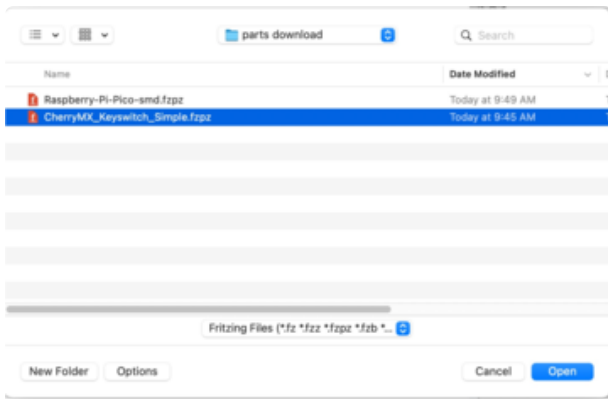 parts download
Search
Name Date Modified
Raspberry-Pi-Pico-smd.fzpz Today at 9:49 AM
CherryMX_Keyswitch_Simple.fzpz Today at 9:45 AM
Fritzing Files (*.fz *.fzz *.fzpz *.fzb *...
New Folder Options Cancel Open